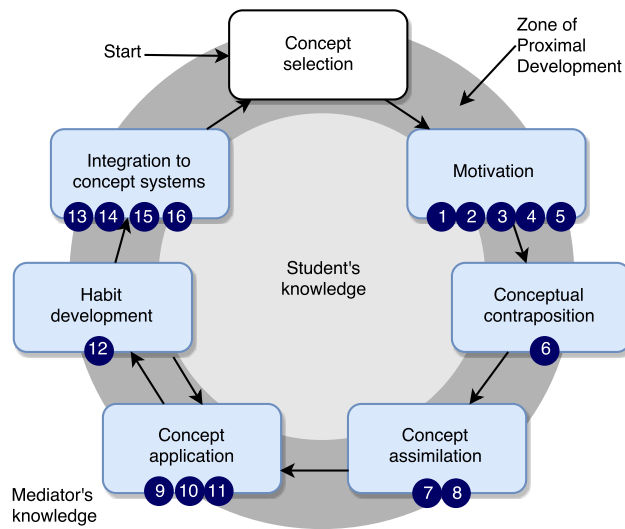 Start
Concept
selection
Zone of
Proximal
Development
Integration to
concept systems
13 14 15 16
Motivation
1 2 3 4 5
Student's
knowledge
Habit
development
12
Conceptual
contraposition
6
Concept
application
9 10 11
Concept
assimilation
7 8
Mediator's
knowledge